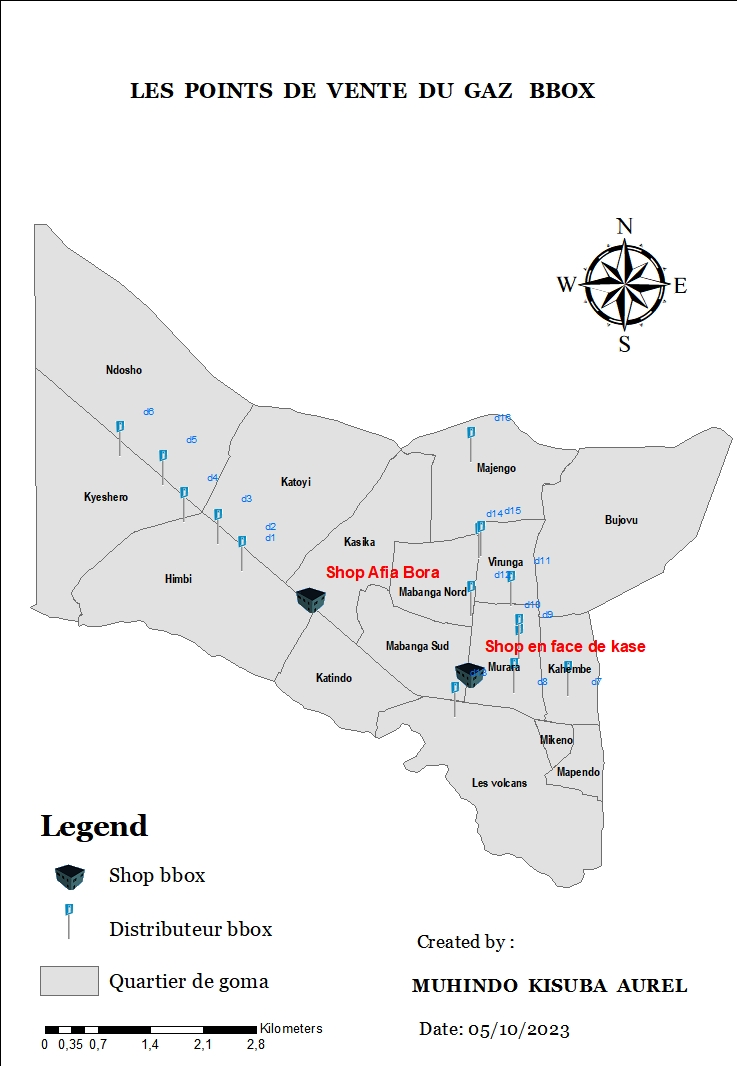 LES POINTS DE VENTE DU GAZ BBOX
N
W E
S
Ndosho
d6
d16
d5
Majengo
d4
Katoyi
Kyeshero
d3
d14 d15
Bujovu
d2
d1
Kasika
Virunga
d11
Shop Afia Bora
d12
Himbi
Mabanga Nord
d10
d9
Mabanga Sud
Shop en face de kase
Murara
Kahembe
Katindo
d13
d8
d7
Mikeno
Mapendo
Les volcans
Legend
Shop bbox
Distributeur bbox
Quartier de goma
Kilometers
0 0,35 0,7 1,4 2,1 2,8
Created by :
MUHINDO KISUBA AUREL
Date: 05/10/2023